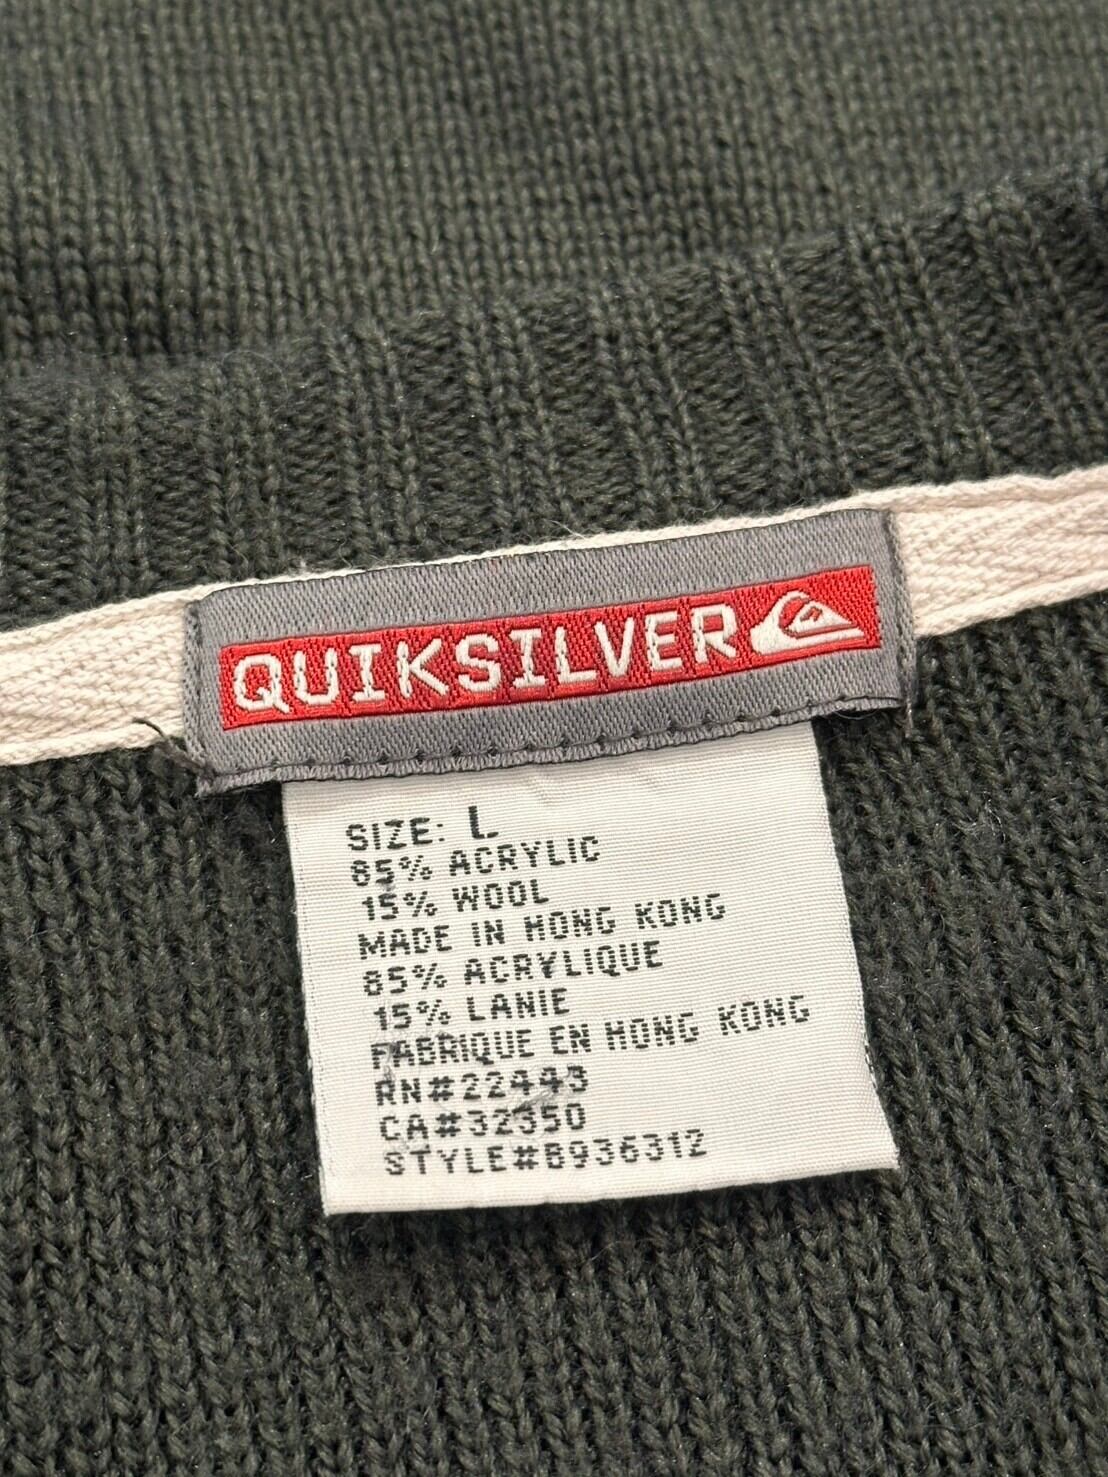 QUIKSILVER
SIZE: L
85% ACRYLIC
15% WOOL
MADE IN HONG KONG
85% ACRYLIQUE
15% LANIE
FABRIQUE EN HONG KONG
RN#22443
CA#32350
STYLE#B936312